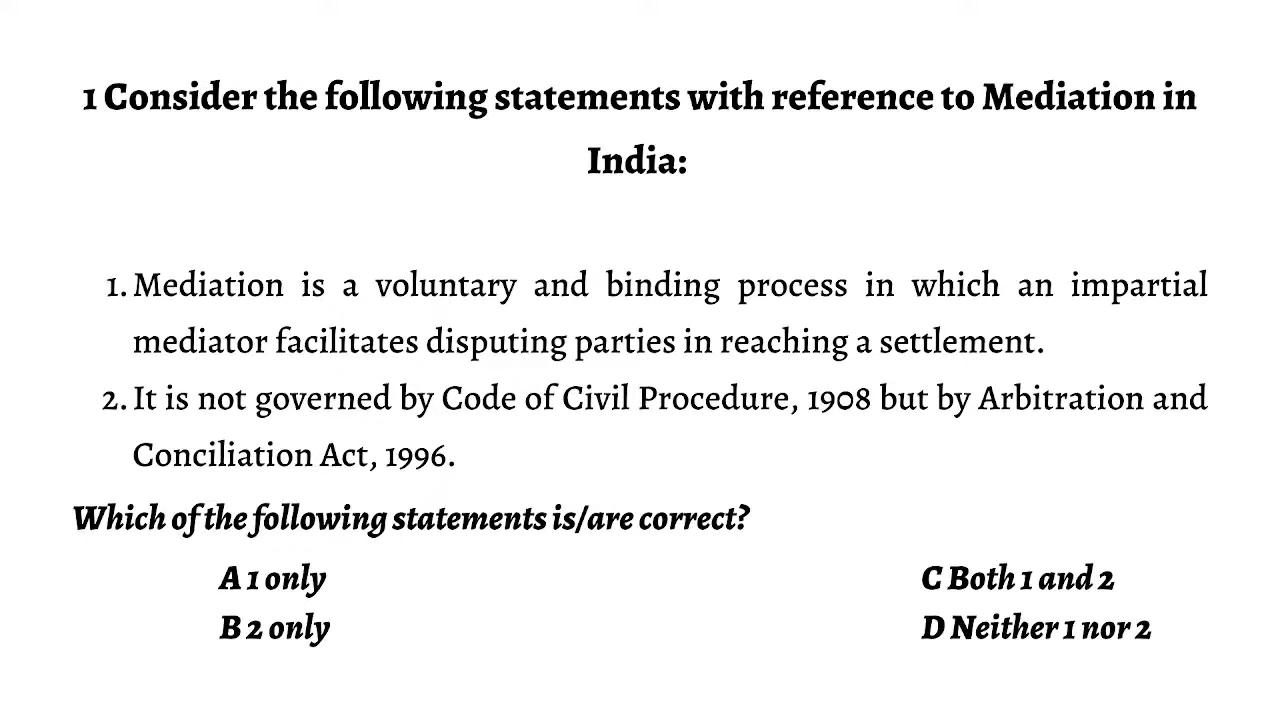 1 Consider the following statements with reference to Mediation in
India:
1. Mediation is a voluntary and binding process in which an impartial
mediator facilitates disputing parties in reaching a settlement.
2. It is not governed by Code of Civil Procedure, 1908 but by Arbitration and
Conciliation Act, 1996.
Which of the following statements is/are correct?
A 1 only
B 2 only
C Both 1 and 2
D Neither 1 nor 2